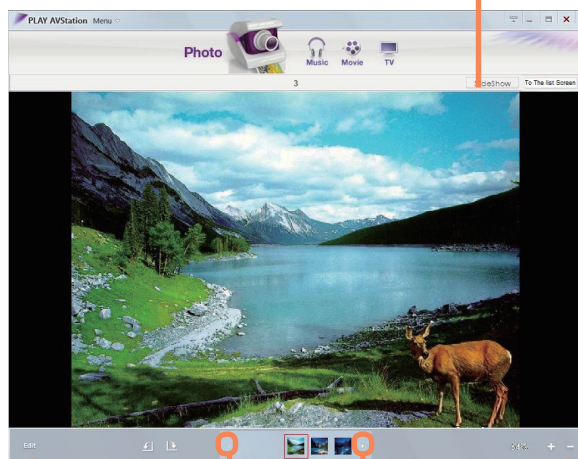 PLAY AVStation Menu
Photo
Music Movie TV
3
SlideShow To The list Screen
Edit